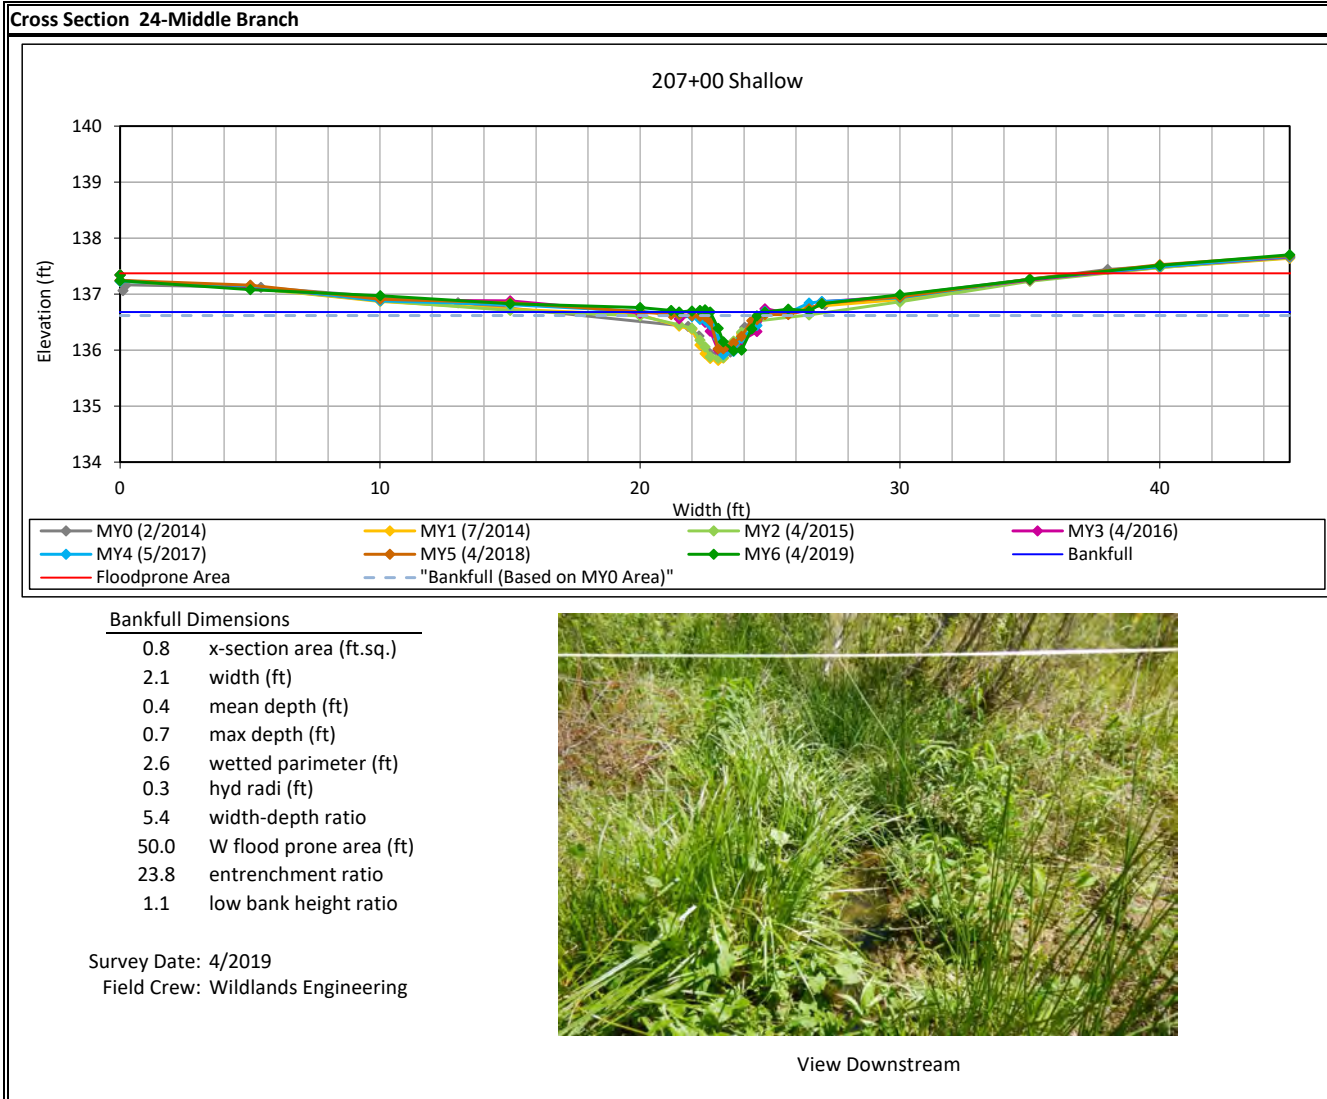 Cross Section 24-Middle Branch
207+00 Shallow
140
139
138
137
136
135
134
Elevation (ft)
0 10 20 30 40
Width (ft)
MY0 (2/2014) MY1 (7/2014) MY2 (4/2015) MY3 (4/2016)
MY4 (5/2017) MY5 (4/2018) MY6 (4/2019) Bankfull
Floodprone Area "Bankfull (Based on MY0 Area)"
Bankfull Dimensions
0.8 x-section area (ft.sq.)
2.1 width (ft)
0.4 mean depth (ft)
0.7 max depth (ft)
2.6 wetted parimeter (ft)
0.3 hyd radi (ft)
5.4 width-depth ratio
50.0 W flood prone area (ft)
23.8 entrenchment ratio
1.1 low bank height ratio
Survey Date: 4/2019
Field Crew: Wildlands Engineering
View Downstream